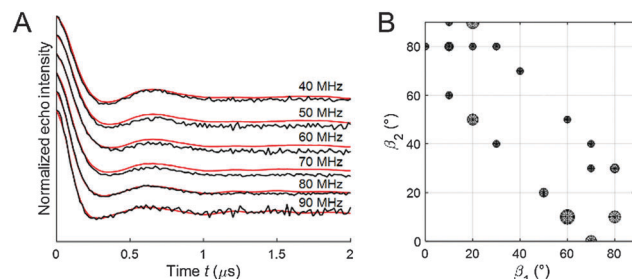 A
Normalized echo intensity
40 MHz
50 MHz
60 MHz
70 MHz
80 MHz
90 MHz
0 0.5 1 1.5 2
Time t (μs)
B
β2 (°)
80
60
40
20
0
0 20 40 60 80
β1 (°)